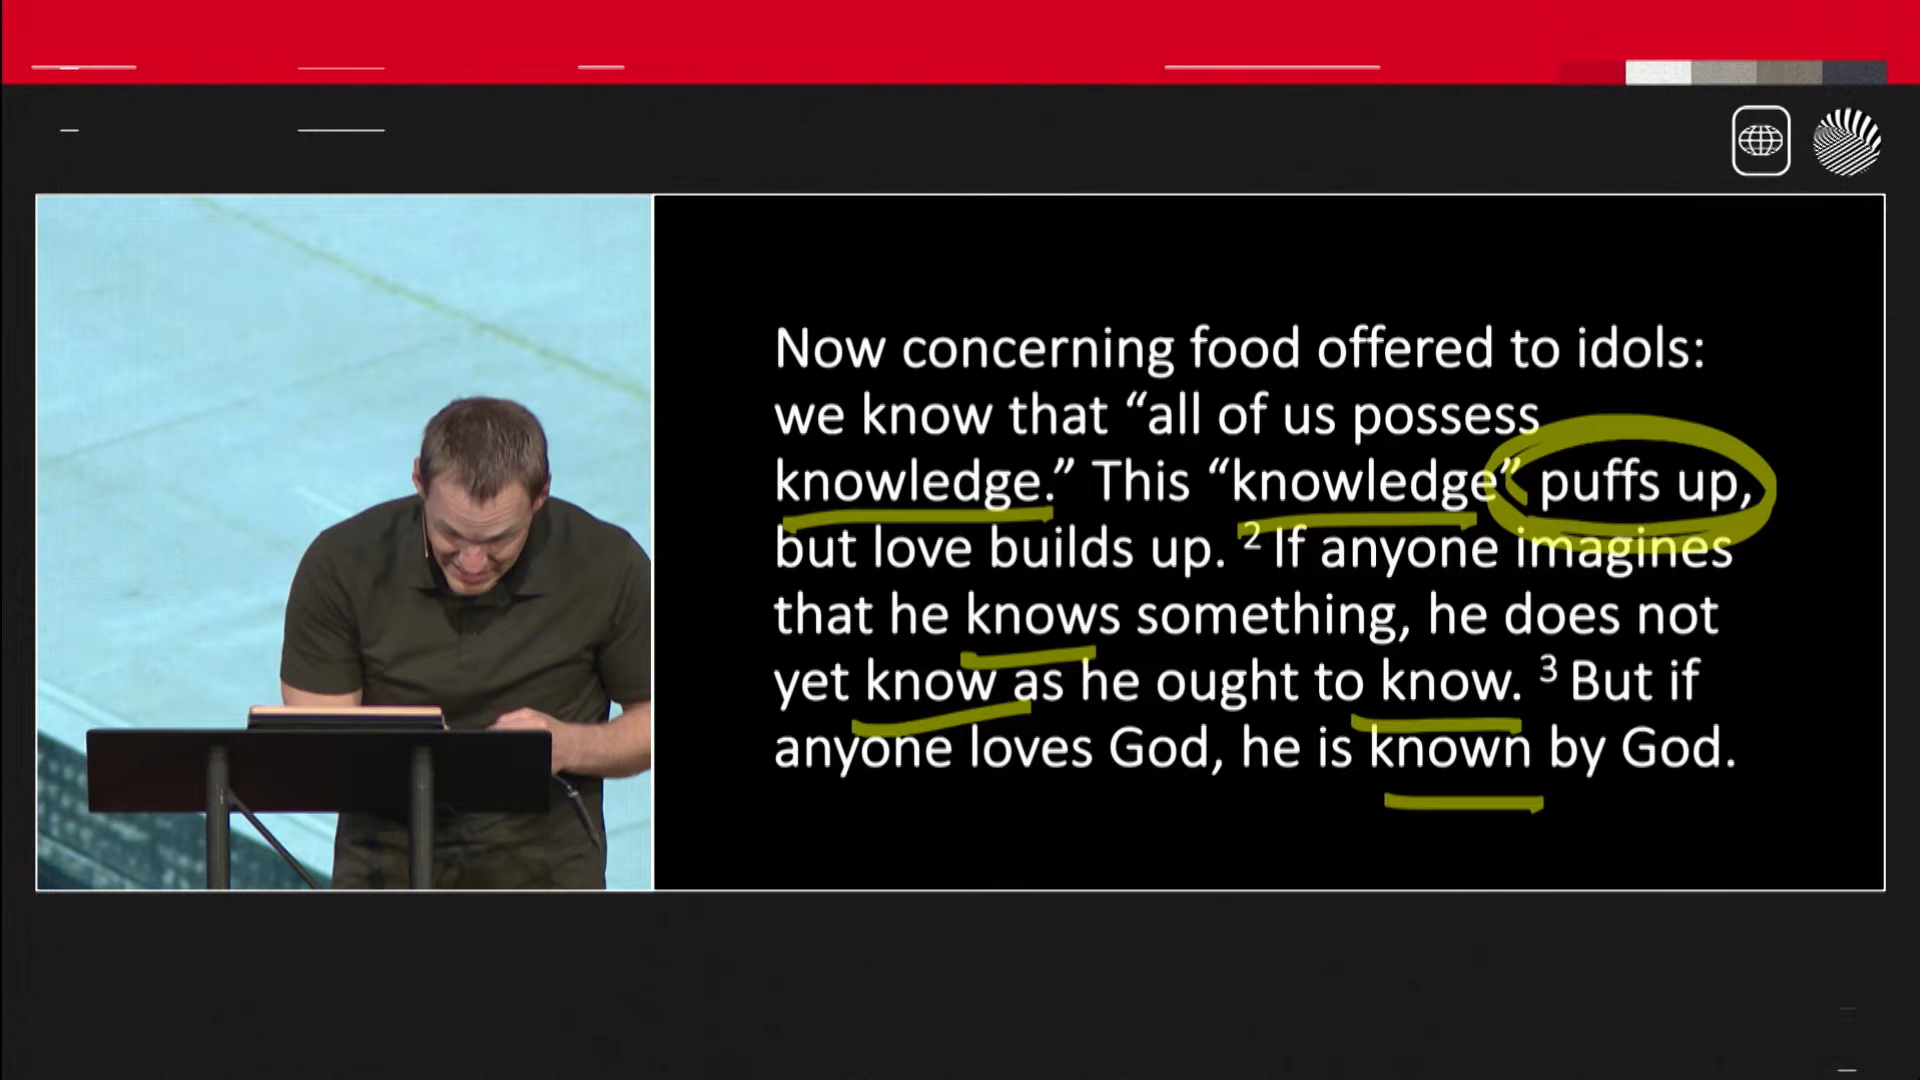 Now concerning food offered to idols:
we know that “all of us possess
knowledge.” This “knowledge” puffs up,
but love builds up. 2 If anyone imagines
that he knows something, he does not
yet know as he ought to know. 3 But if
anyone loves God, he is known by God.